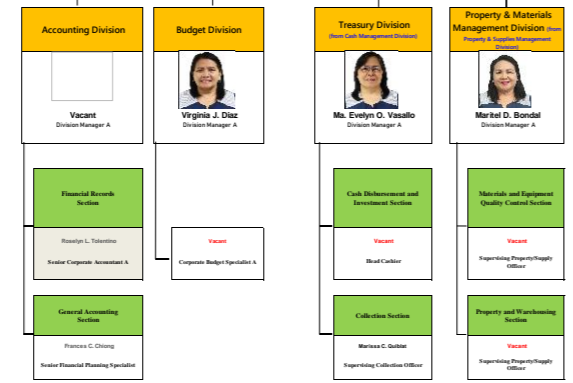 Accounting Division
Vacant
Division Manager A
Financial Records
Section
Roselyn L. Tolentino
Senior Corporate Accountant A
General Accounting
Section
Frances C. Chiong
Senior Financial Planning Specialist
Budget Division
Virginia J. Diaz
Division Manager A
Vacant
Corporate Budget Specialist A
Treasury Division
(from Cash Management Division)
Ma. Evelyn O. Vasallo
Division Manager A
Cash Disbursement and
Investment Section
Vacant
Head Cashier
Collection Section
Marissa C. Quiblat
Supervising Collection Officer
Property & Materials
Management Division (from
Property & Supplies Management
Division)
Maritel D. Bondal
Division Manager A
Materials and Equipment
Quality Control Section
Vacant
Supervising Property/Supply
Officer
Property and Warehousing
Section
Vacant
Supervising Property/Supply
Officer